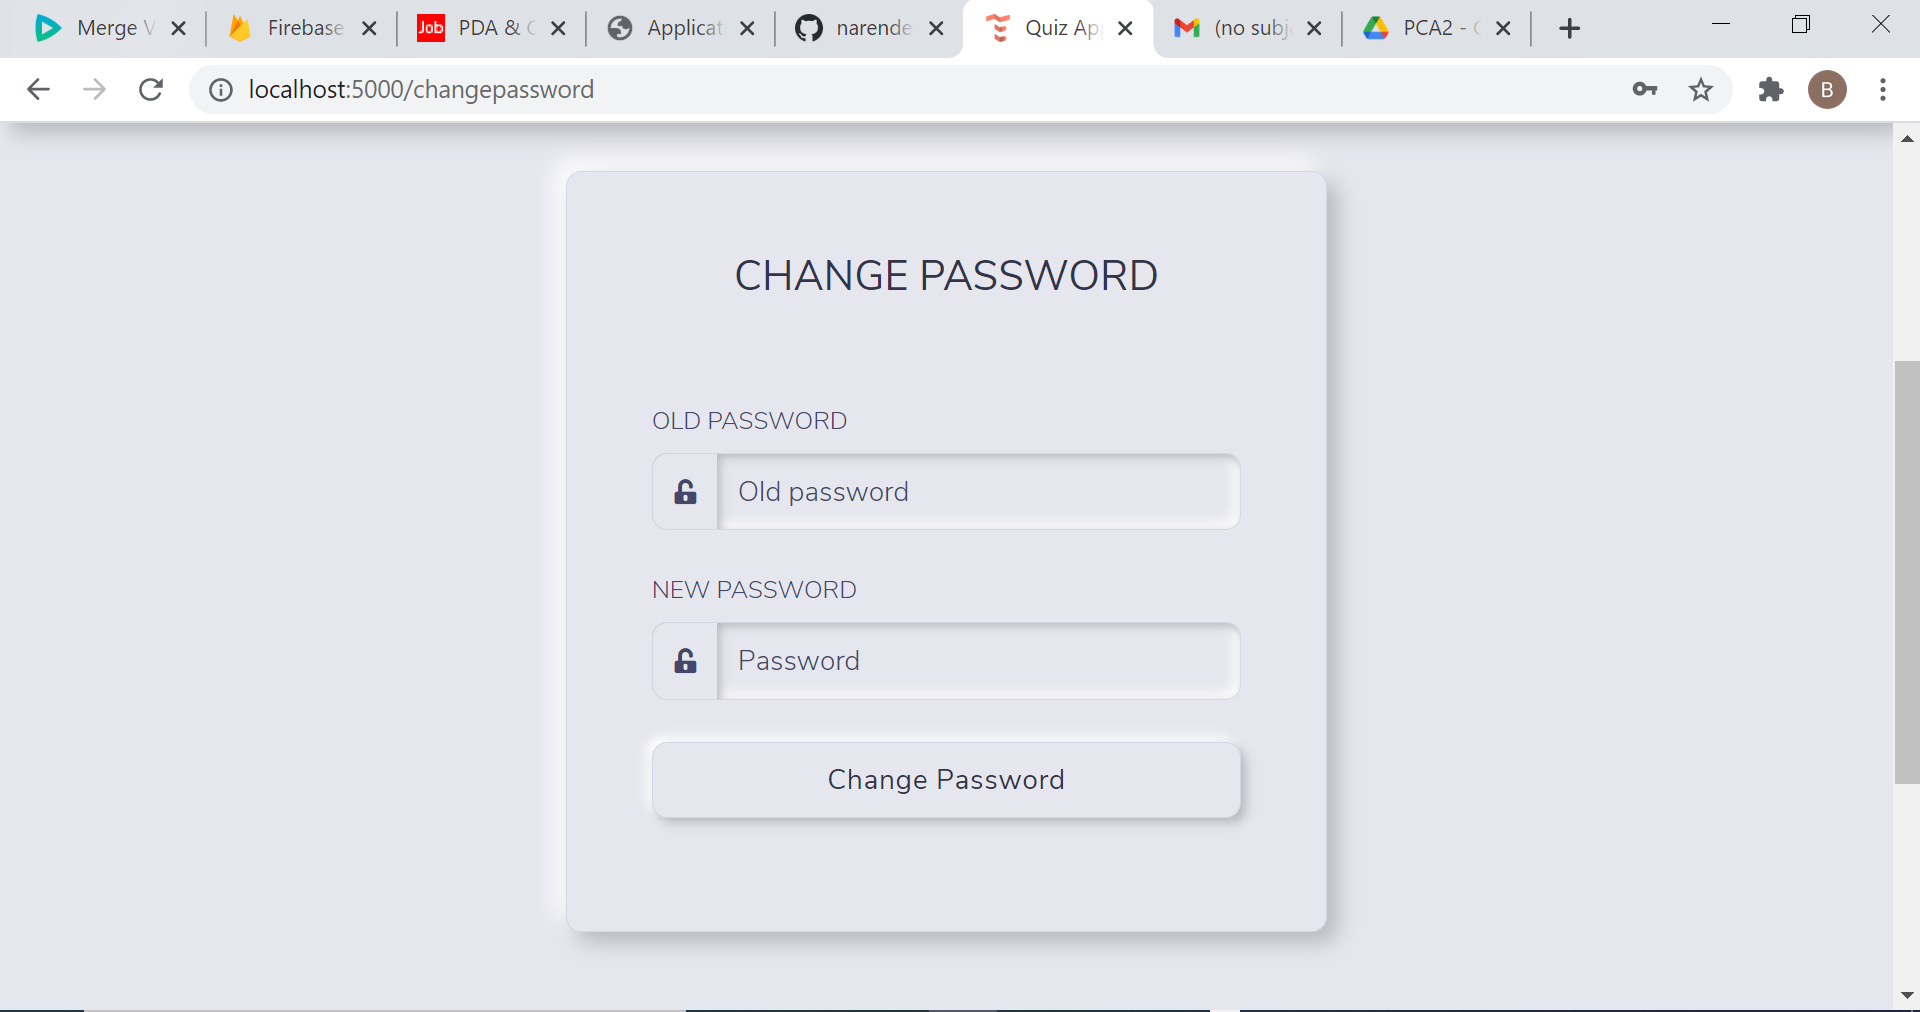 Merge V
Firebase
Job PDA & C
Applicat
narende
Quiz Ap
(no subj
PCA2 -
localhost:5000/changepassword
B
CHANGE PASSWORD
OLD PASSWORD
Old password
NEW PASSWORD
Password
Change Password